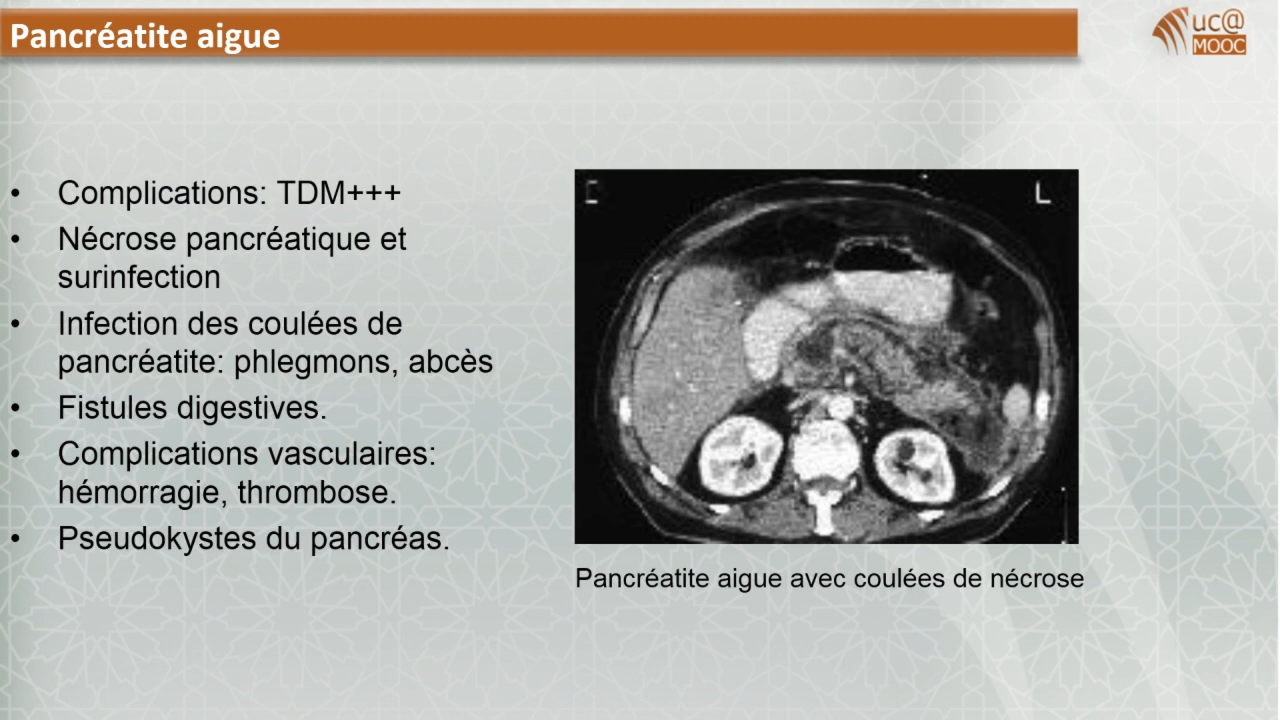 Pancréatite aigue
uc@
MOOC
• Complications: TDM+++
• Nécrose pancréatique et
surinfection
• Infection des coulées de
pancréatite: phlegmons, abcès
• Fistules digestives.
• Complications vasculaires:
hémorragie, thrombose.
• Pseudokystes du pancréas.
L
Pancréatite aigue avec coulées de nécrose